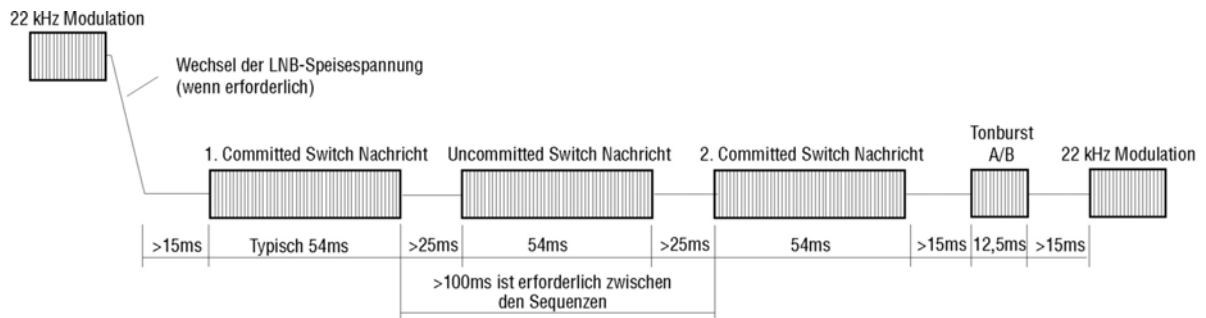 22 kHz Modulation
Wechsel der LNB-Speisespannung
(wenn erforderlich)
1. Committed Switch Nachricht
Uncommitted Switch Nachricht
2. Committed Switch Nachricht
Tonburst
A/B
22 kHz Modulation
>15ms
Typisch 54ms
>25ms
54ms
>25ms
54ms
>15ms
12,5ms
>15ms
>100ms ist erforderlich zwischen
den Sequenzen